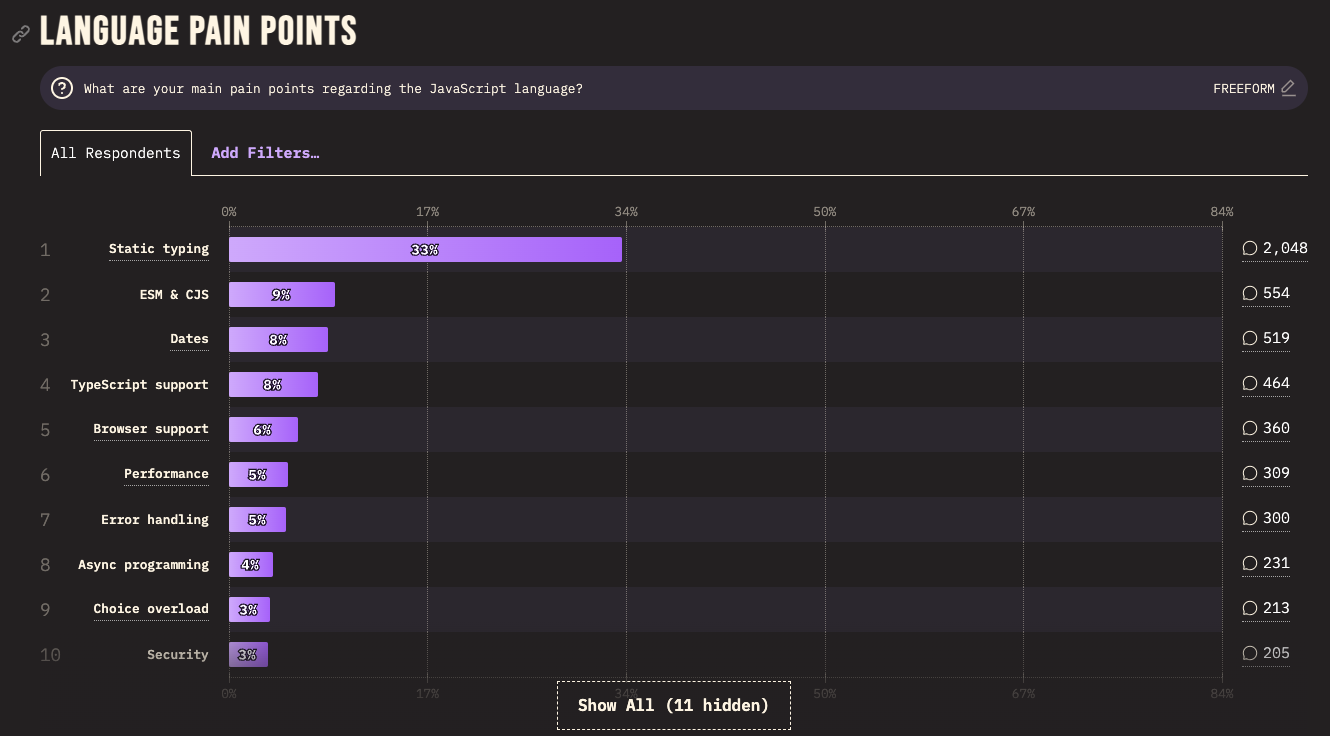 LANGUAGE PAIN POINTS
What are your main pain points regarding the JavaScript language? FREEFORM
All Respondents Add Filters…
0% 17% 34% 50% 67% 84%
1 Static typing 33% 2,048
2 ESM & CJS 9% 554
3 Dates 8% 519
4 TypeScript support 8% 464
5 Browser support 6% 360
6 Performance 5% 309
7 Error handling 5% 300
8 Async programming 4% 231
9 Choice overload 3% 213
10 Security 3% 205
0% 17% 34% 50% 67% 84%
Show All (11 hidden)